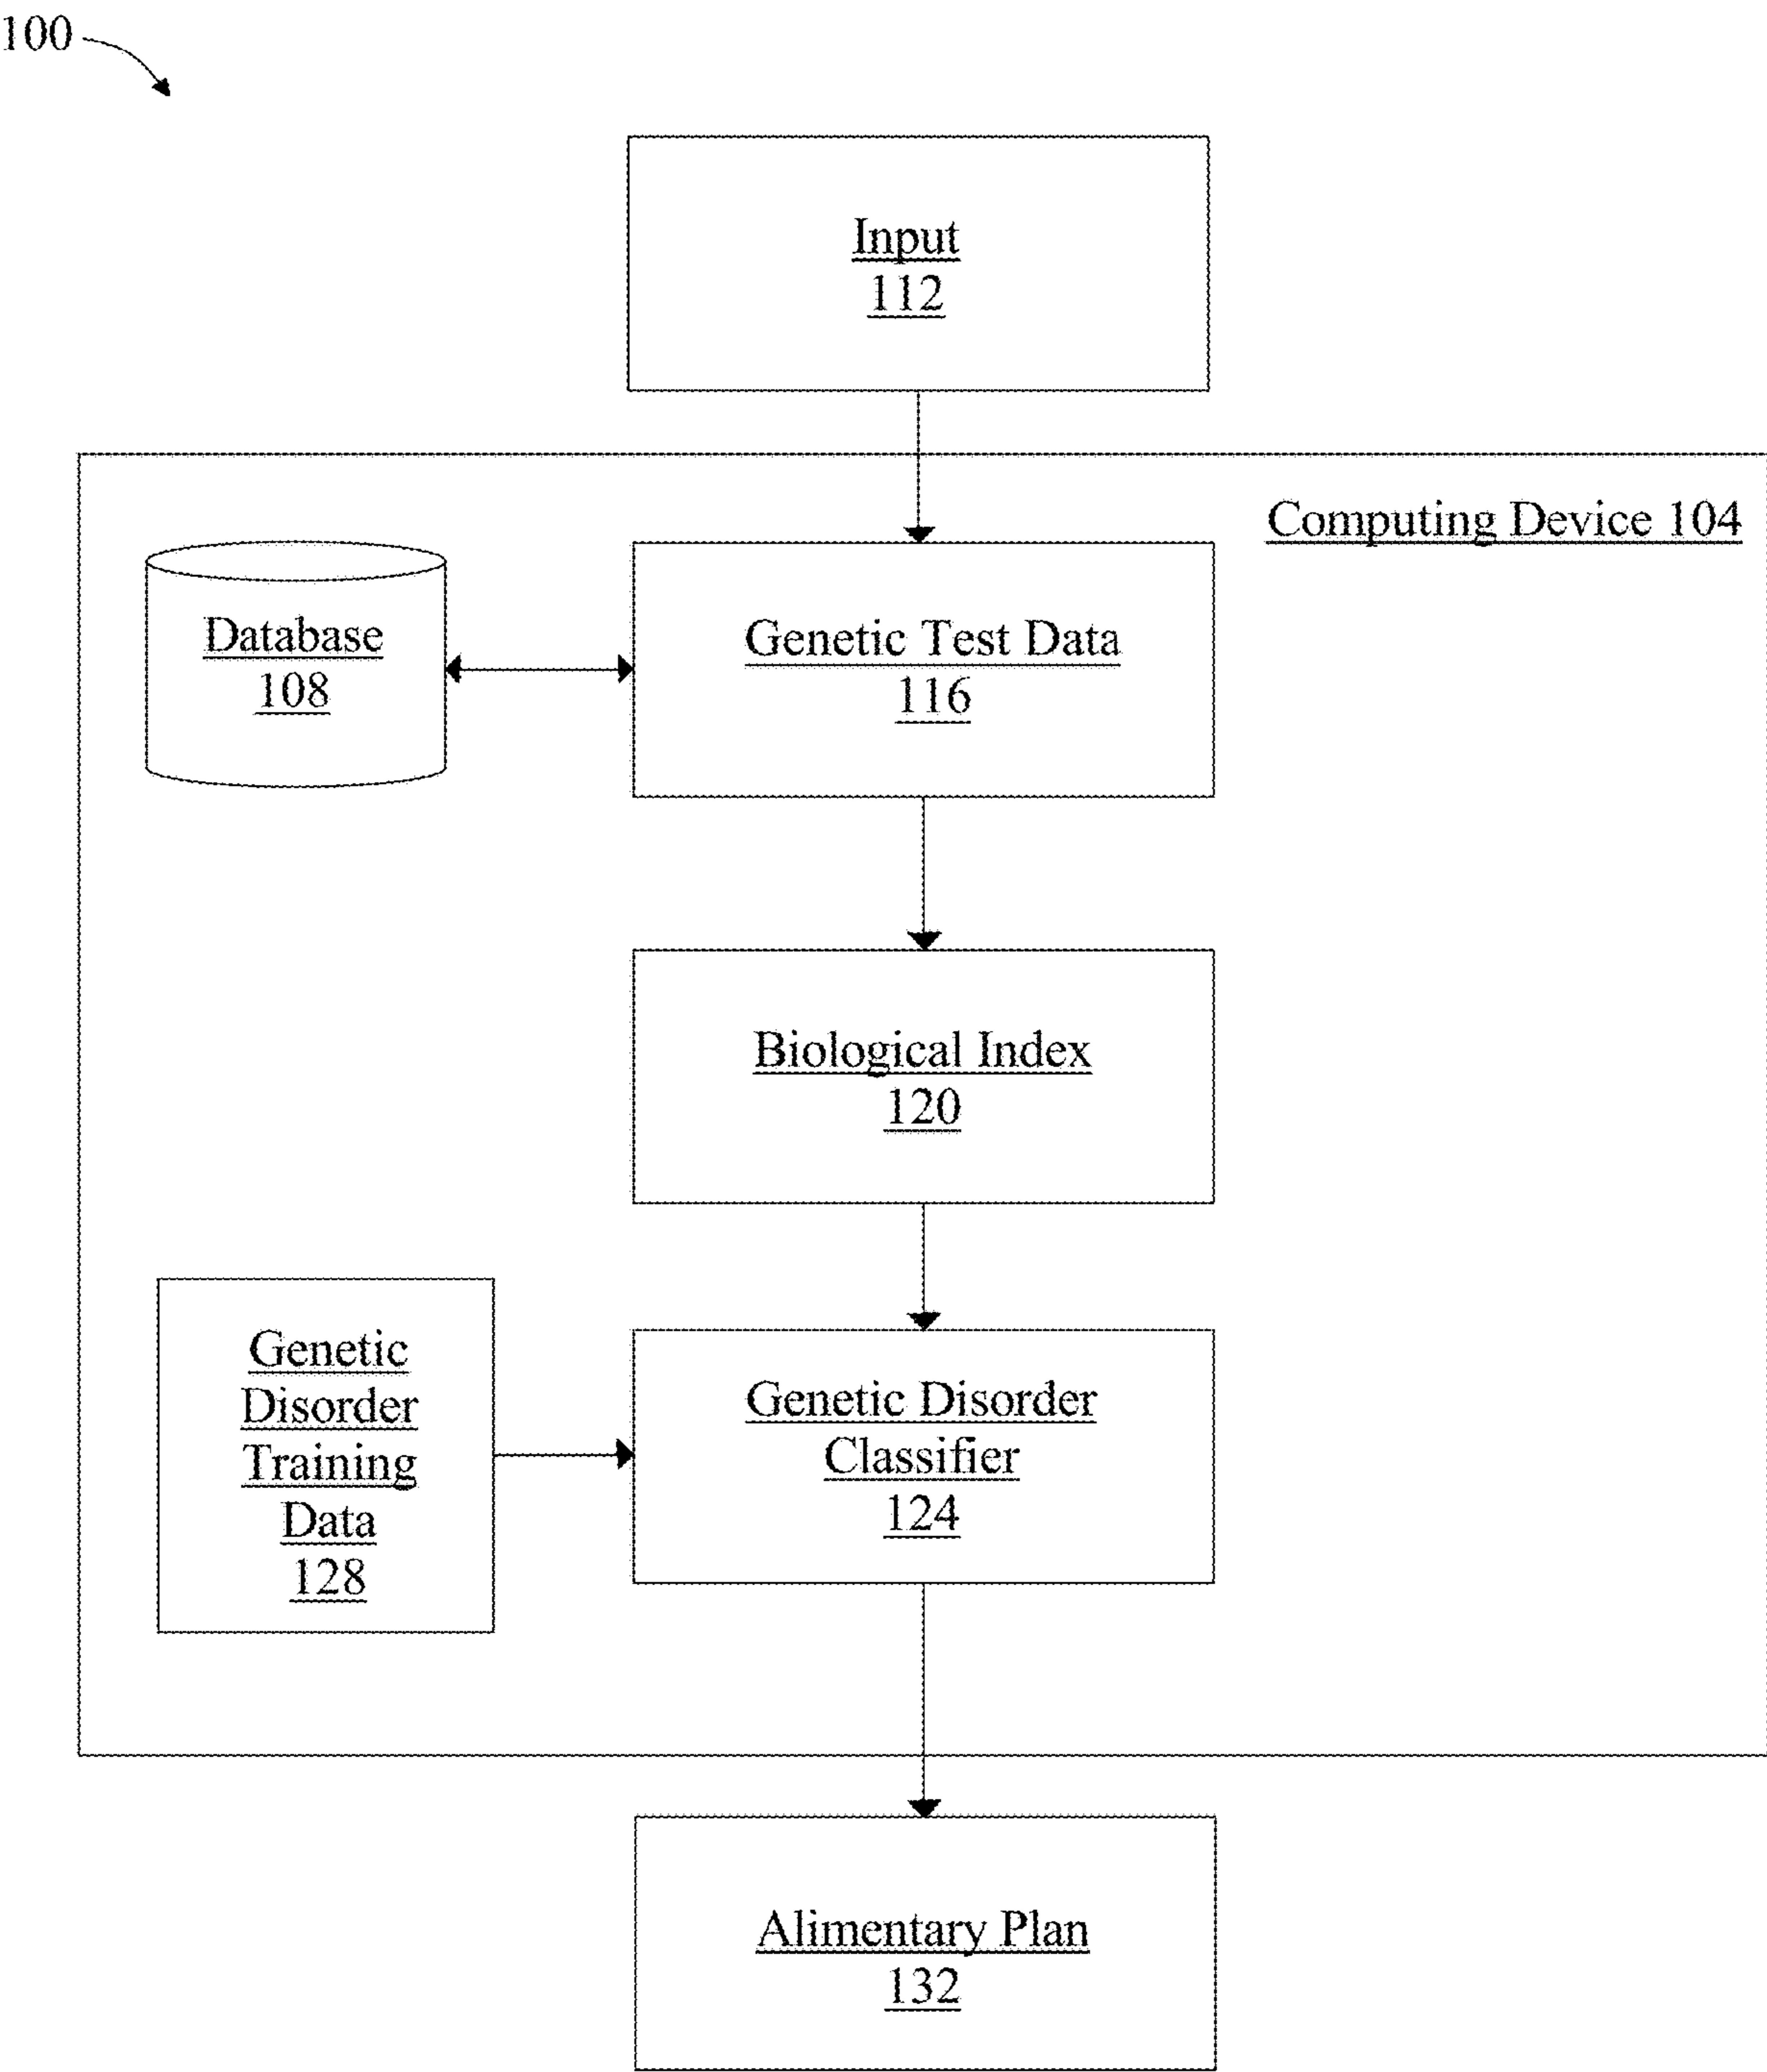 100
Input
112
Computing Device 104
Database
108
Genetic Test Data
116
Biological Index
120
Genetic
Disorder
Training
Data
128
Genetic Disorder
Classifier
124
Alimentary Plan
132